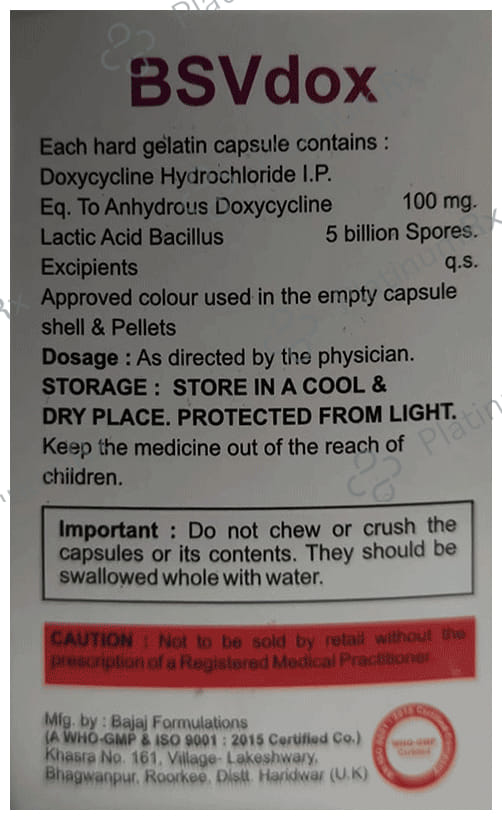 BSVdox
Each hard gelatin capsule contains :
Doxycycline Hydrochloride I.P.
Eq. To Anhydrous Doxycycline 100 mg.
Lactic Acid Bacillus 5 billion Spores.
Excipients q.s.
Approved colour used in the empty capsule
shell & Pellets
Dosage : As directed by the physician.
STORAGE : STORE IN A COOL &
DRY PLACE. PROTECTED FROM LIGHT.
Keep the medicine out of the reach of
children.
Important : Do not chew or crush the
capsules or its contents. They should be
swallowed whole with water.
CAUTION : Not to be sold by retail without the
prescription of a Registered Medical Practitioner
Mfg. by : Bajaj Formulations
(A WHO-GMP & ISO 9001 : 2015 Certified Co.)
Khasra No. 161, Village- Lakeshwary,
Bhagwanpur, Roorkee, Distt. Haridwar (U.K)
WHO-GMP
Certified